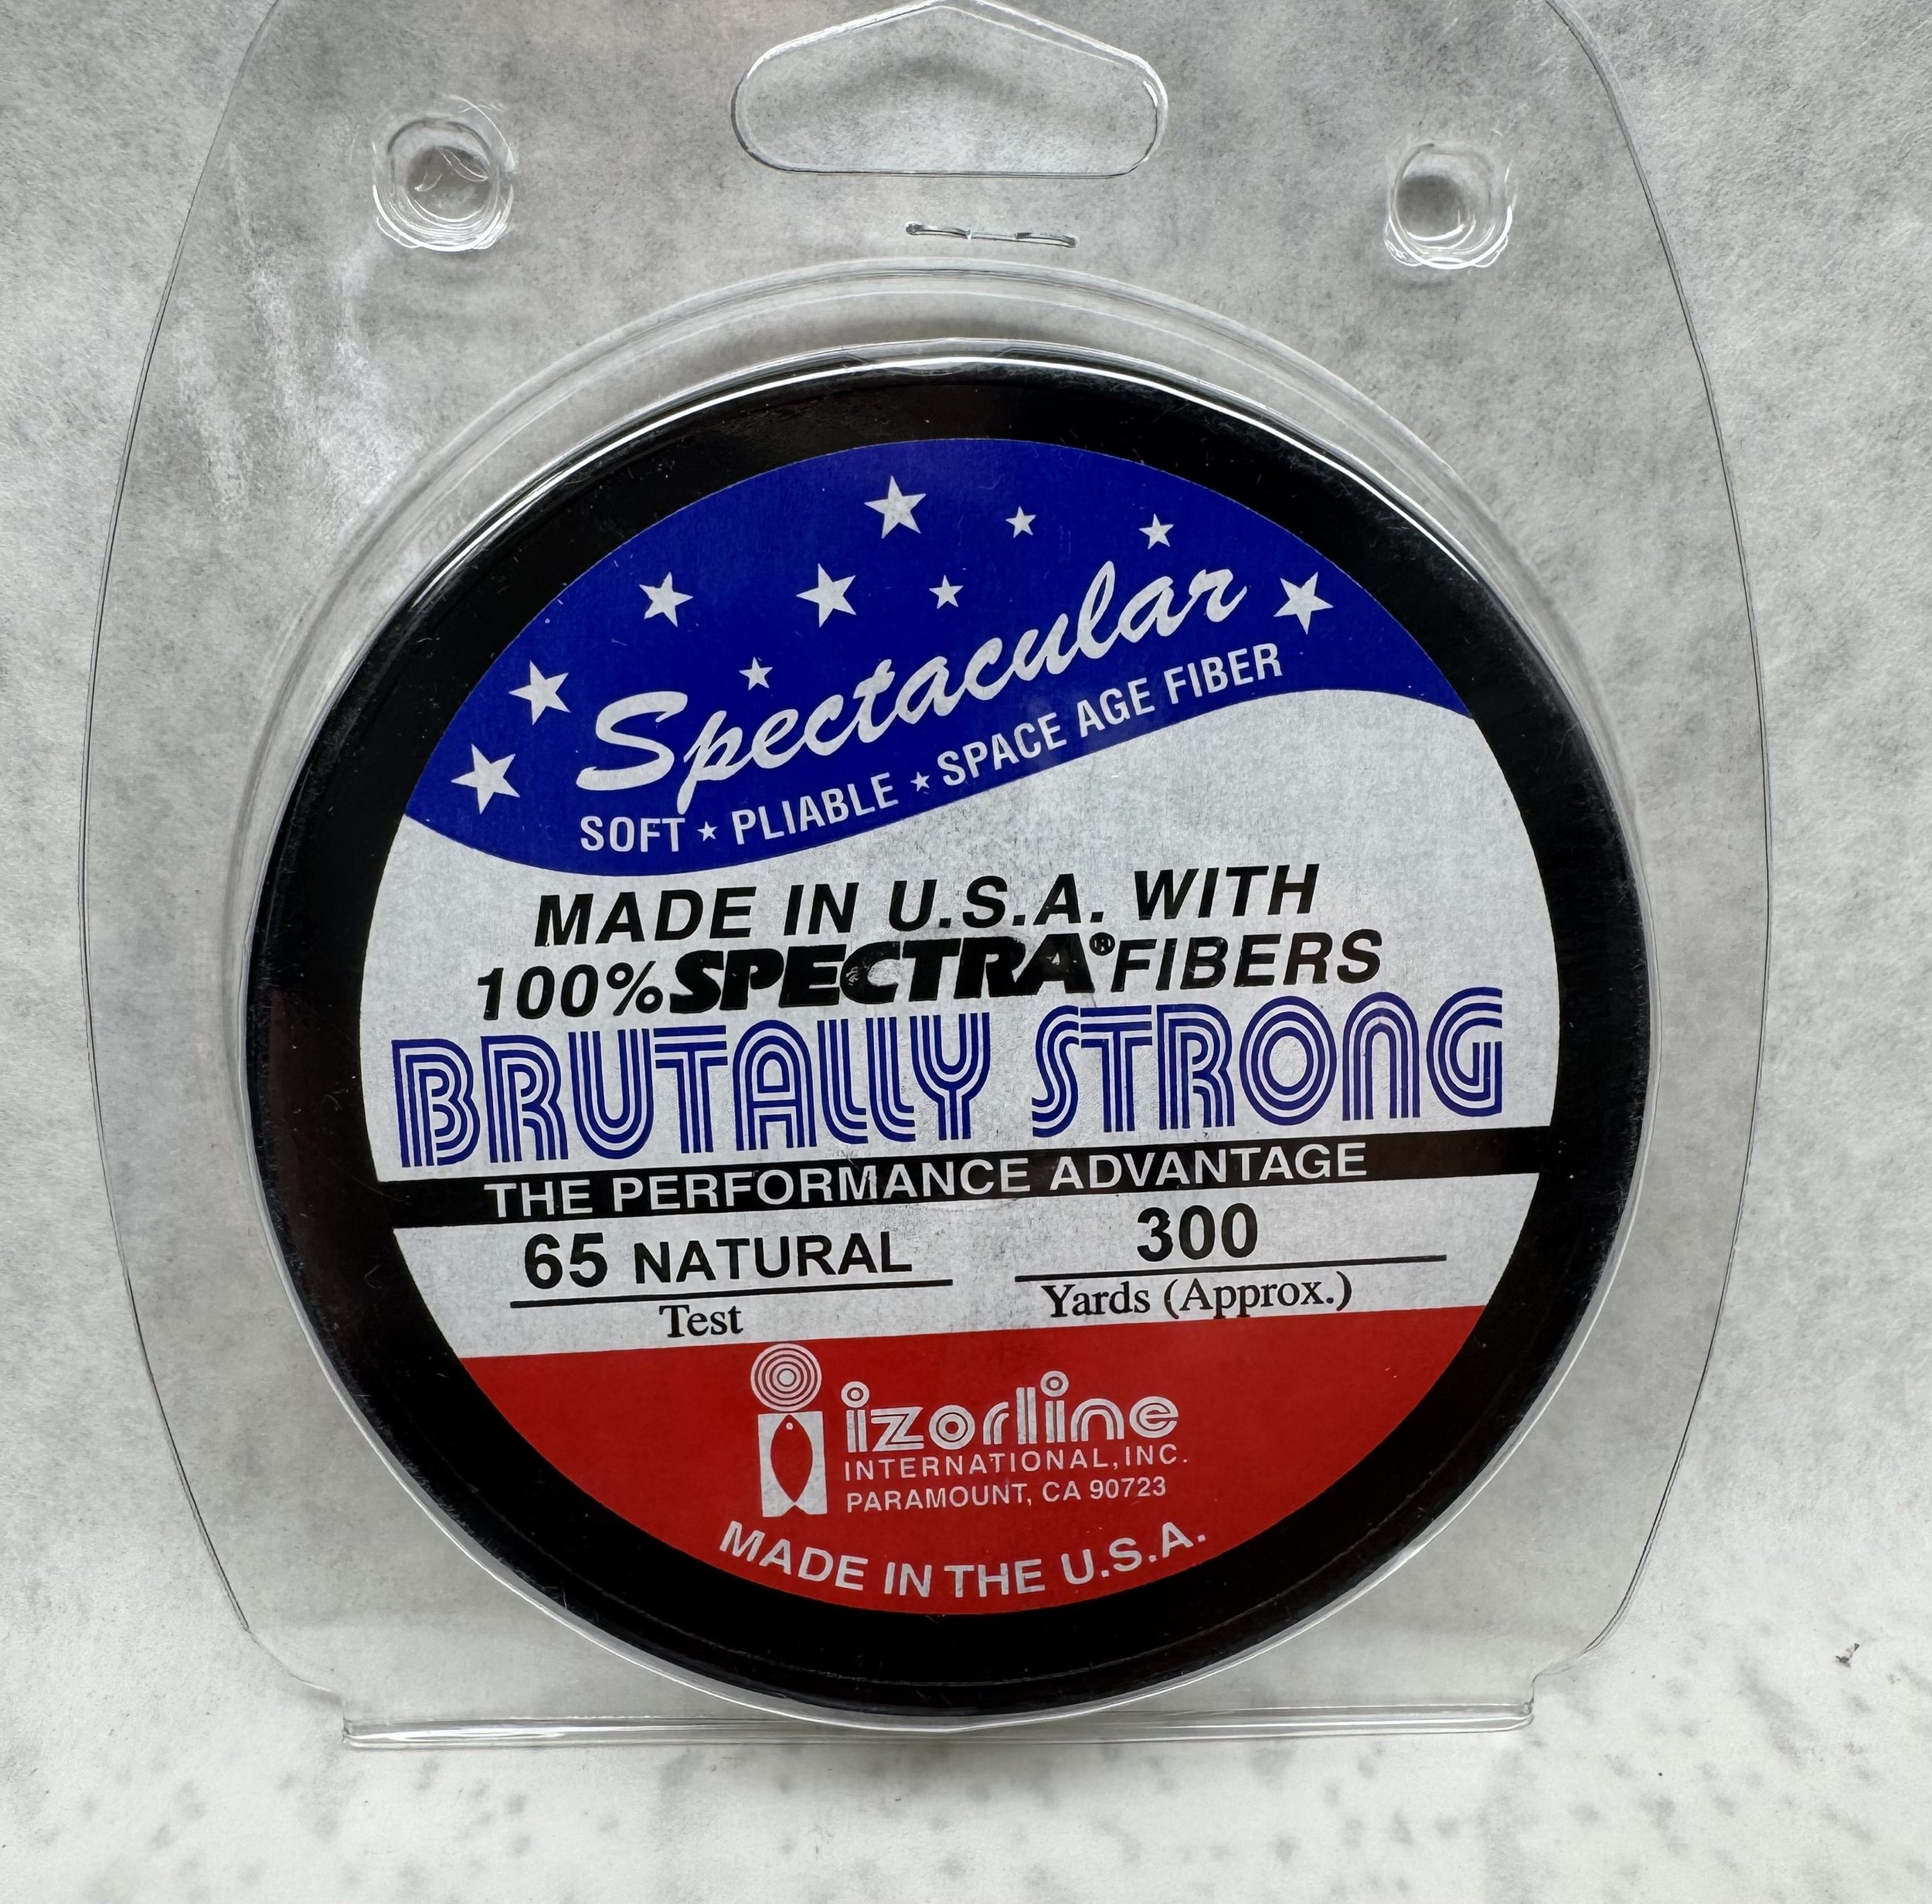 Spectacular
SOFT ★ PLIABLE ★ SPACE AGE FIBER
MADE IN U.S.A. WITH
100% SPECTRA® FIBERS
BRUTALLY STRONG
THE PERFORMANCE ADVANTAGE
65 NATURAL 300
Test Yards (Approx.)
izorline
INTERNATIONAL, INC.
PARAMOUNT, CA 90723
MADE IN THE U.S.A.